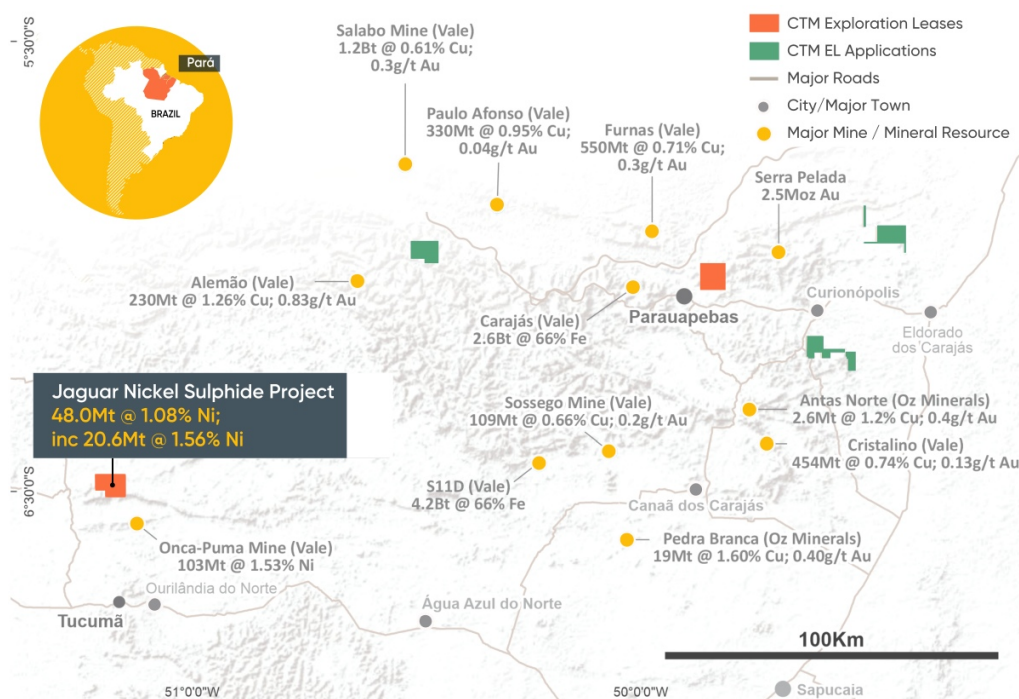 5°30'0"S
Pará
BRAZIL
Salabo Mine (Vale)
1.2Bt @ 0.61% Cu;
0.3g/t Au
Paulo Afonso (Vale)
330Mt @ 0.95% Cu;
0.04g/t Au
Furnas (Vale)
550Mt @ 0.71% Cu;
0.3g/t Au
CTM Exploration Leases
CTM EL Applications
Major Roads
City/Major Town
Major Mine / Mineral Resource
Serra Pelada
2.5Moz Au
Alemão (Vale)
230Mt @ 1.26% Cu; 0.83g/t Au
Carajás (Vale)
2.6Bt @ 66% Fe
Parauapebas
Curionópolis
Eldorado
dos Carajás
Jaguar Nickel Sulphide Project
48.0Mt @ 1.08% Ni;
inc 20.6Mt @ 1.56% Ni
Sossego Mine (Vale)
109Mt @ 0.66% Cu; 0.2g/t Au
Antas Norte (Oz Minerals)
2.6Mt @ 1.2% Cu; 0.4g/t Au
Cristalino (Vale)
454Mt @ 0.74% Cu; 0.13g/t Au
6°30'0"S
S11D (Vale)
4.2Bt @ 66% Fe
Canaã dos Carajás
Onca-Puma Mine (Vale)
103Mt @ 1.53% Ni
Pedra Branca (Oz Minerals)
19Mt @ 1.60% Cu; 0.40g/t Au
Ourilândia do Norte
Tucumã
Água Azul do Norte
100Km
51°0'0"W
50°0'0"W
Sapucaia